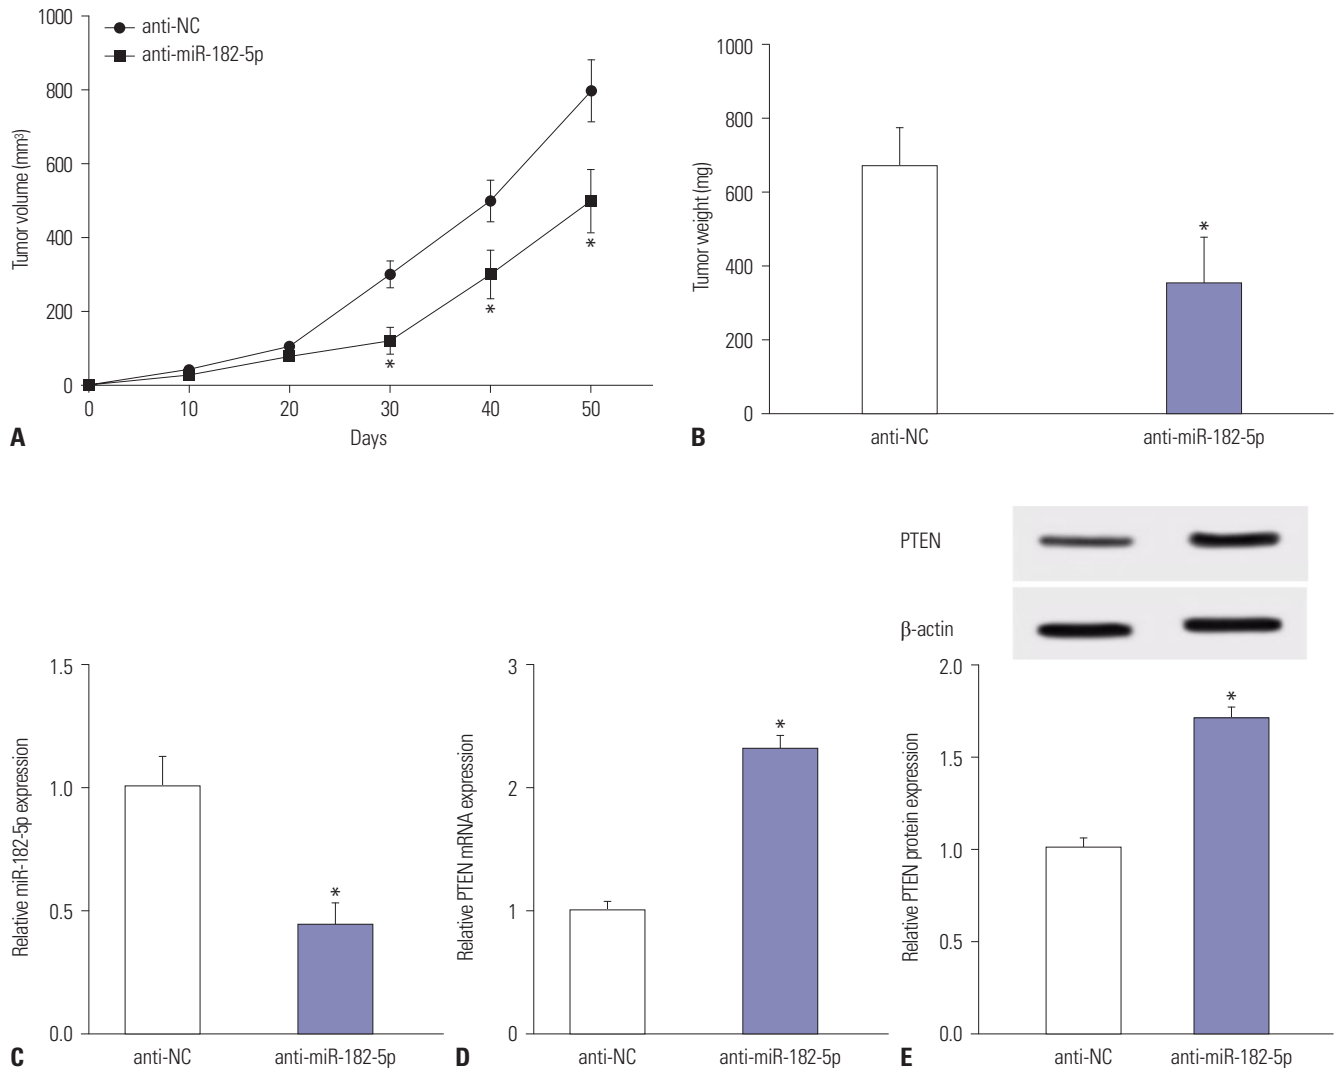 1000
800
600
400
200
0
Tumor volume (mm³)
anti-NC
anti-miR-182-5p
*
*
*
0 10 20 30 40 50
Days
A
1000
800
600
400
200
0
Tumor weight (mg)
*
anti-NC anti-miR-182-5p
B
1.5
1.0
0.5
0.0
Relative miR-182-5p expression
*
anti-NC anti-miR-182-5p
C
3
2
1
0
Relative PTEN mRNA expression
*
anti-NC anti-miR-182-5p
D
PTEN
β-actin
2.0
1.5
1.0
0.5
0.0
Relative PTEN protein expression
*
anti-NC anti-miR-182-5p
E